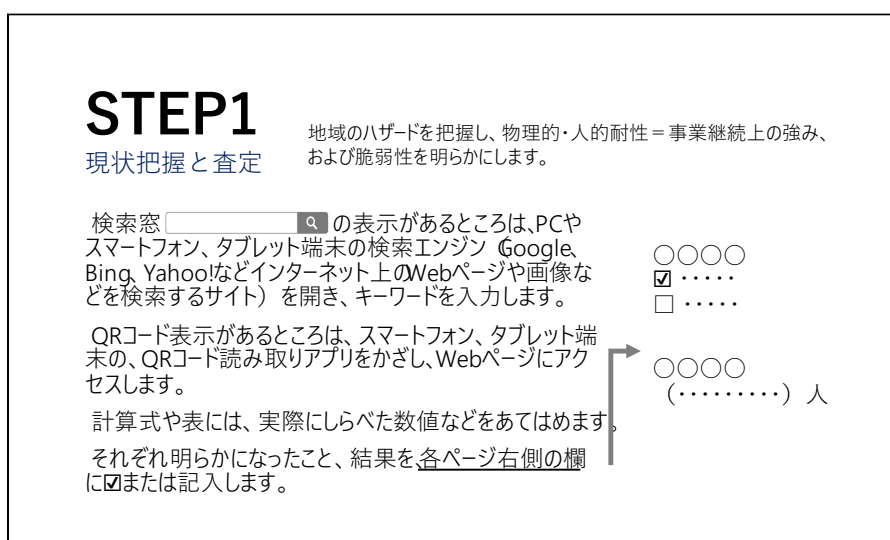 STEP1
現状把握と査定
地域のハザードを把握し、物理的・人的耐性＝事業継続上の強み、
および脆弱性を明らかにします。
検索窓 の表示があるところは、PCや
スマートフォン、タブレット端末の検索エンジン（Google、
Bing、Yahoo!などインターネット上のWebページや画像な
どを検索するサイト）を開き、キーワードを入力します。
QRコード表示があるところは、スマートフォン、タブレット端
末の、QRコード読み取りアプリをかざし、Webページにアク
セスします。
計算式や表には、実際にしらべた数値などをあてはめます。
それぞれ明らかになったこと、結果を、各ページ右側の欄
に☑または記入します。
○○○○
☑ ・・・・・
□ ・・・・・
○○○○
（・・・・・・・・・）人